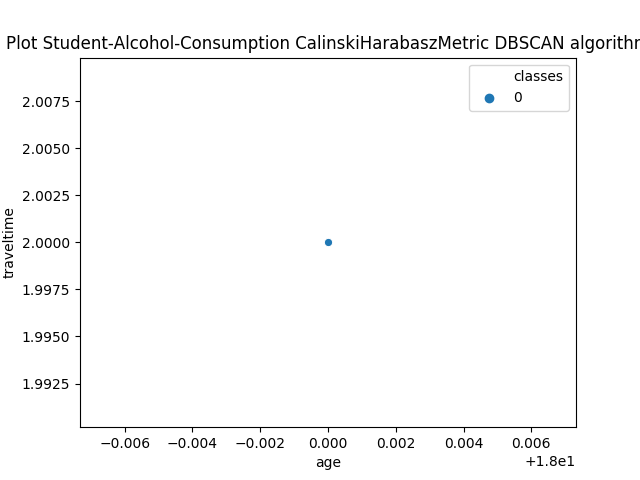 Plot Student-Alcohol-Consumption CalinskiHarabaszMetric DBSCAN algorithm
classes
0
2.0075
2.0050
2.0025
2.0000
1.9975
1.9950
1.9925
traveltime
−0.006 −0.004 −0.002 0.000 0.002 0.004 0.006
age
+1.8e1